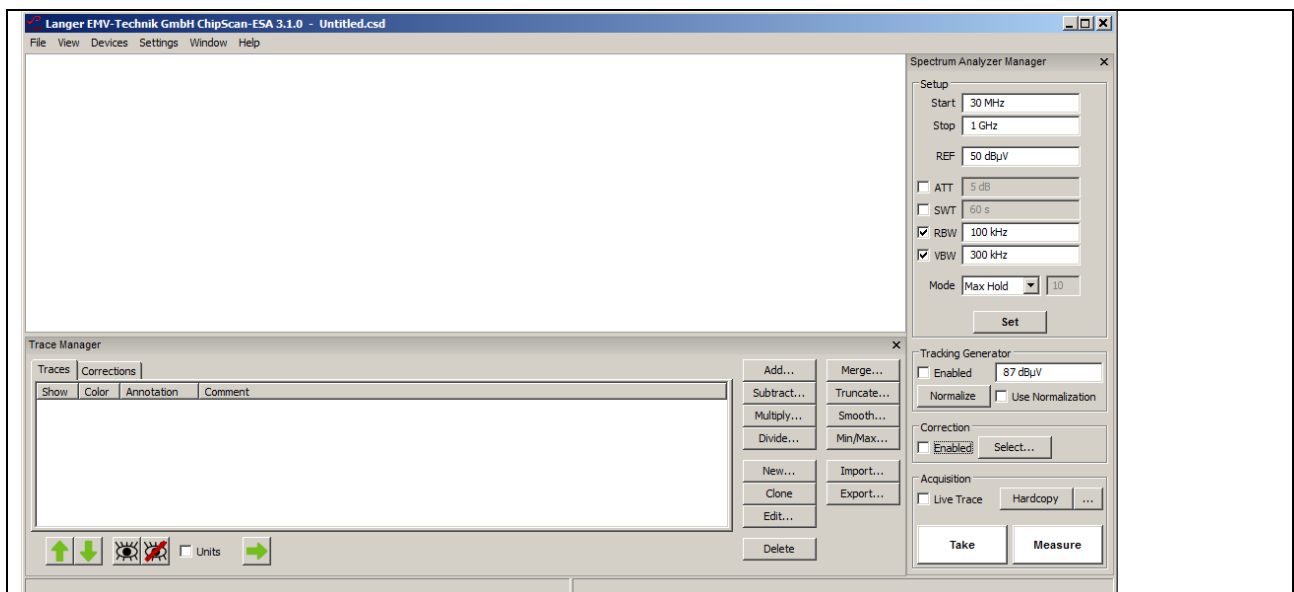 Langer EMV-Technik GmbH ChipScan-ESA 3.1.0 - Untitled.csd
File View Devices Settings Window Help
Spectrum Analyzer Manager
Setup
Start 30 MHz
Stop 1 GHz
REF 50 dBµV
ATT 5 dB
SWT 60 s
RBW 100 kHz
VBW 300 kHz
Mode Max Hold 10
Set
Tracking Generator
Enabled 87 dBµV
Normalize Use Normalization
Correction
Enabled Select...
Acquisition
Live Trace Hardcopy ...
Take Measure
Trace Manager
Traces Corrections
Show Color Annotation Comment
Add... Merge...
Subtract... Truncate...
Multiply... Smooth...
Divide... Min/Max...
New... Import...
Clone Export...
Edit...
Units Delete